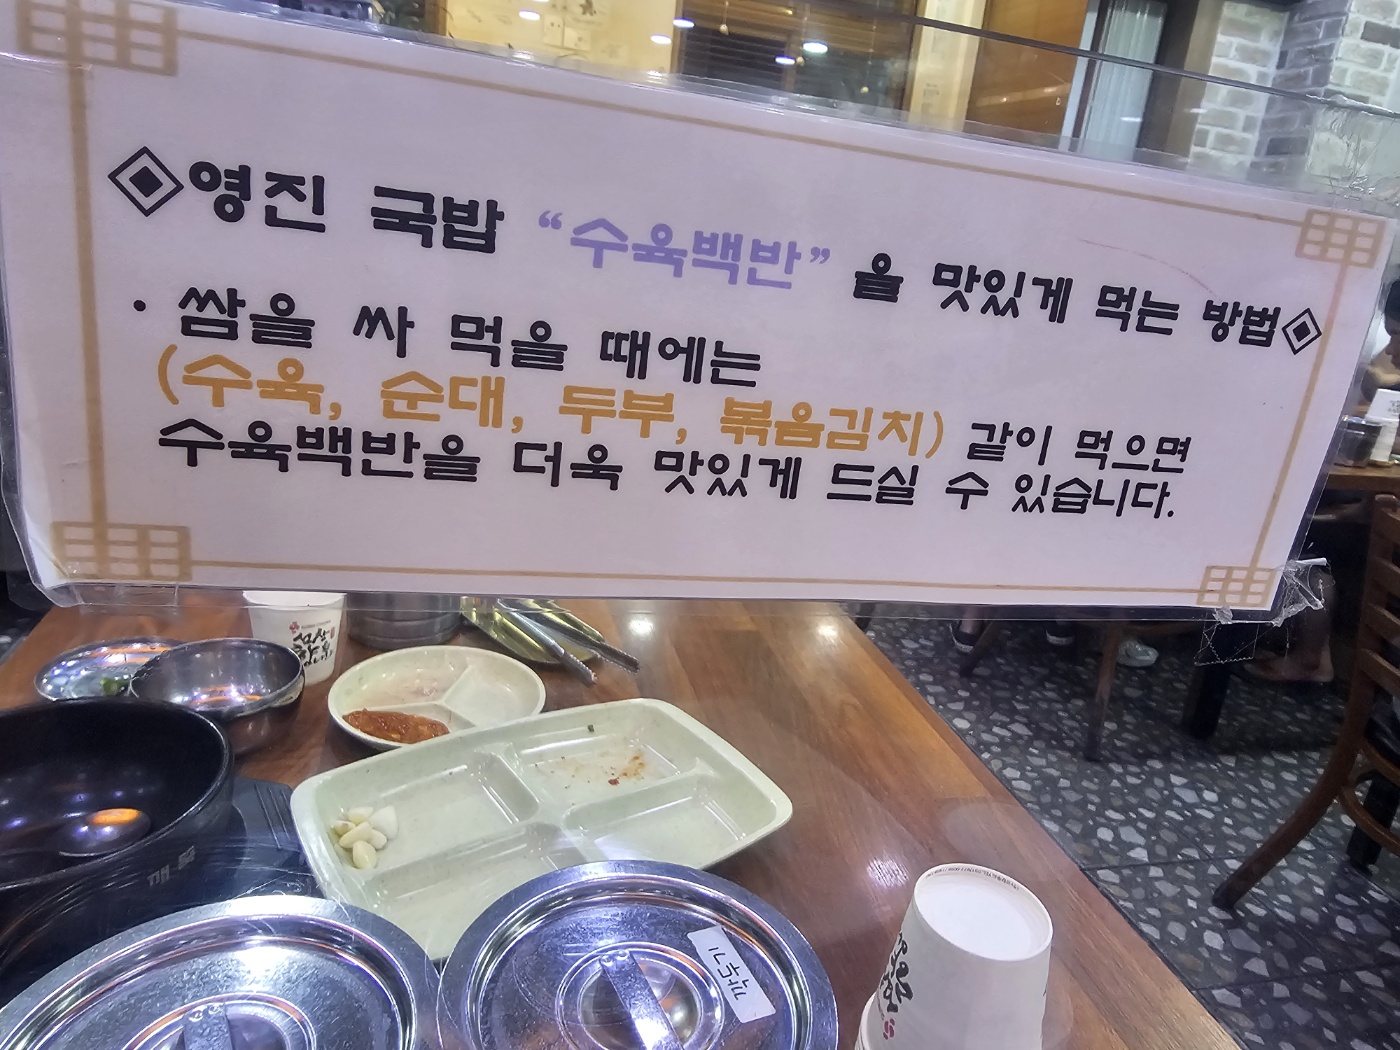 ◈영진 국밥 “수육백반” 을 맛있게 먹는 방법◈
· 쌈을 싸 먹을 때에는
(수육, 순대, 두부, 볶음김치) 같이 먹으면
수육백반을 더욱 맛있게 드실 수 있습니다.